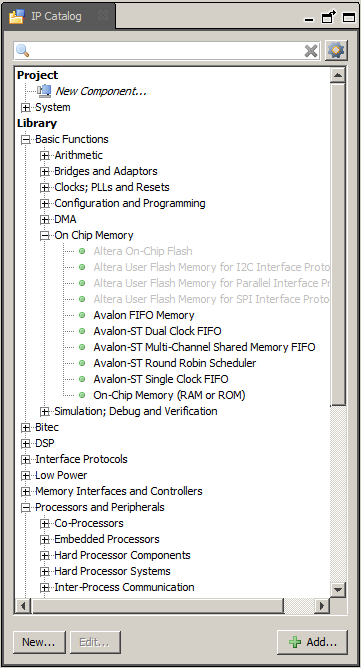 IP Catalog
Project
New Component...
System
Library
Basic Functions
Arithmetic
Bridges and Adaptors
Clocks; PLLs and Resets
Configuration and Programming
DMA
On Chip Memory
Altera On-Chip Flash
Altera User Flash Memory for I2C Interface Proto
Altera User Flash Memory for Parallel Interface Pr
Altera User Flash Memory for SPI Interface Proto
Avalon FIFO Memory
Avalon-ST Dual Clock FIFO
Avalon-ST Multi-Channel Shared Memory FIFO
Avalon-ST Round Robin Scheduler
Avalon-ST Single Clock FIFO
On-Chip Memory (RAM or ROM)
Simulation; Debug and Verification
Bitec
DSP
Interface Protocols
Low Power
Memory Interfaces and Controllers
Processors and Peripherals
Co-Processors
Embedded Processors
Hard Processor Components
Hard Processor Systems
Inter-Process Communication
New... Edit... Add...